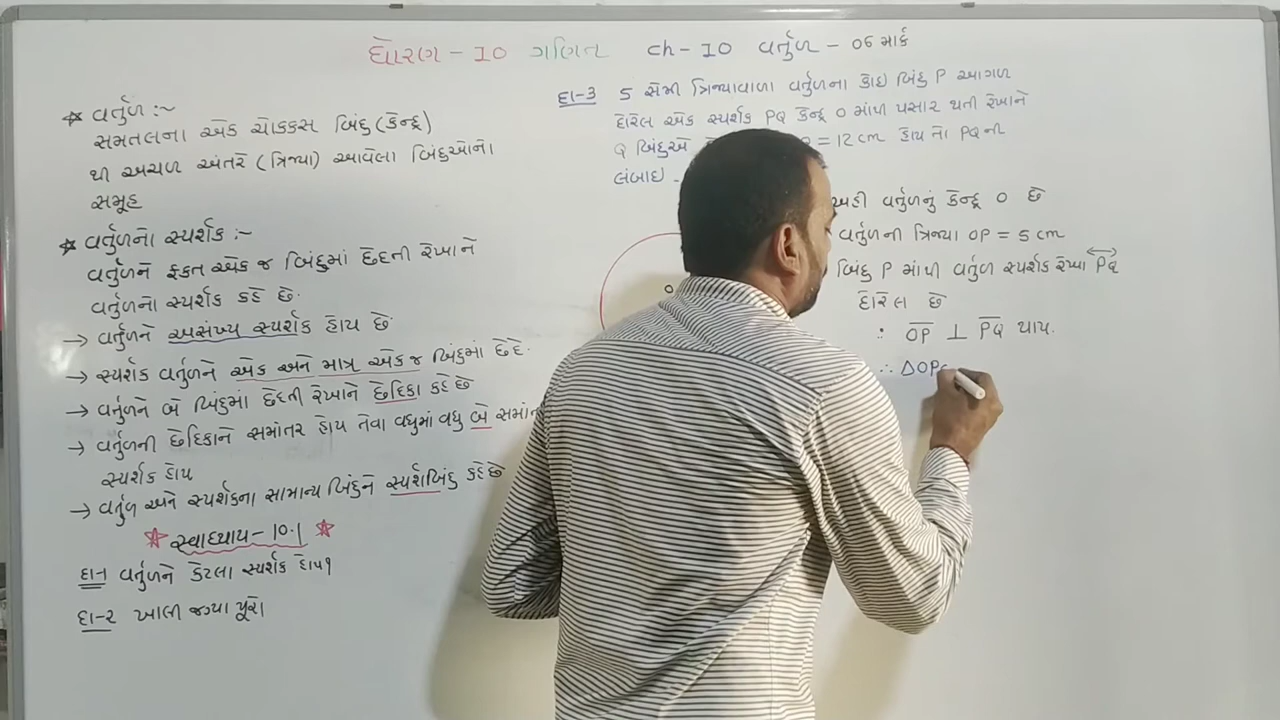 ધોરણ - 10 ગણિત ch - 10 વર્તુળ - 06 માર્ક
☆ વર્તુળ :~
સમતલના એક ચોક્કસ બિંદુ (કેન્દ્ર)
થી અચળ અંતરે (ત્રિજ્યા) આવેલા બિંદુઓનો
સમૂહ
☆ વર્તુળનો સ્પર્શક :~
વર્તુળને ફક્ત એક જ બિંદુમાં છેદતી રેખાને
વર્તુળનો સ્પર્શક કહે છે.
→ વર્તુળને અસંખ્ય સ્પર્શક હોય છે
→ સ્પર્શક વર્તુળને એક અને માત્ર એક જ બિંદુમાં છેદે.
→ વર્તુળને બે બિંદુમાં છેદતી રેખાને છેદિકા કહે છે
→ વર્તુળની છેદિકાને સમાંતર હોય તેવા વધુમાં વધુ બે
સ્પર્શક હોય
→ વર્તુળ અને સ્પર્શકના સામાન્ય બિંદુને સ્પર્શબિંદુ કહે છે
☆ સ્વાધ્યાય - 10.1 ☆
દા-1 વર્તુળને કેટલા સ્પર્શક હોય?
દા-2 ખાલી જગ્યા પૂરો
દા-3 5 સેમી ત્રિજ્યાવાળા વર્તુળના કોઇ બિંદુ P આગળ
દોરેલ એક સ્પર્શક PQ કેન્દ્ર O માંથી પસાર થતી રેખાને
Q બિંદુએ = 12 cm હોય તો PQ ની
લંબાઇ
વર્તુળનું કેન્દ્ર O છે
વર્તુળની ત્રિજ્યા OP = 5 cm
બિંદુ P માંથી વર્તુળ સ્પર્શક રેખા PQ
દોરેલ છે
∴ OP ⊥ PQ થાય.
∴ ΔOP
O